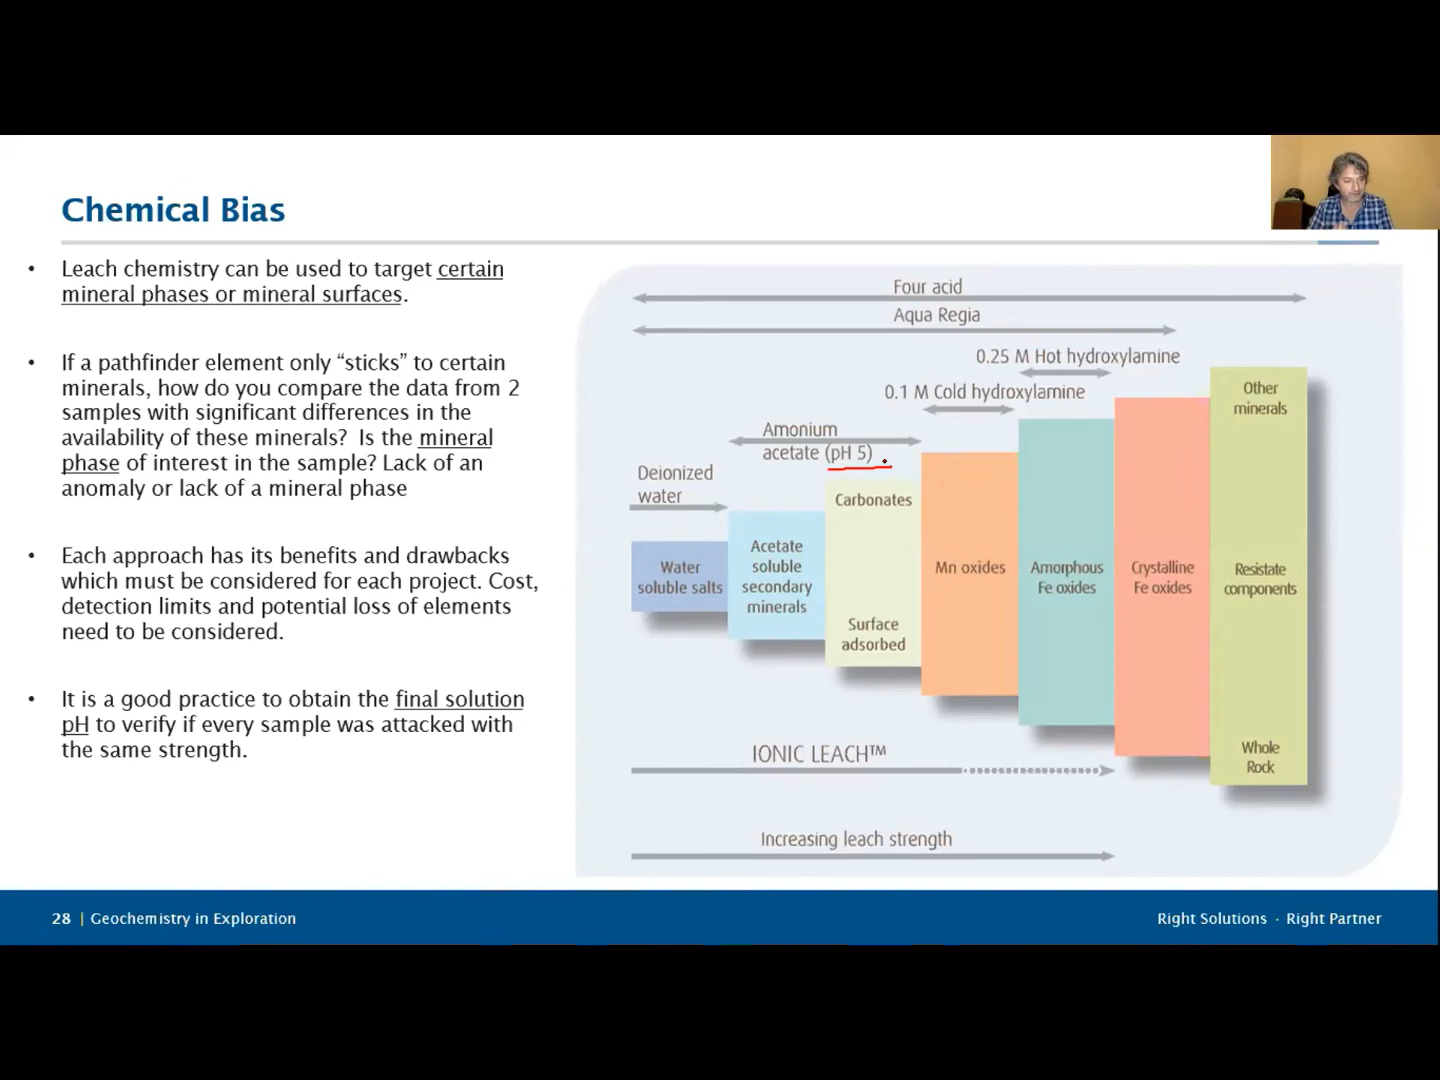 Chemical Bias
• Leach chemistry can be used to target certain
mineral phases or mineral surfaces.
• If a pathfinder element only “sticks” to certain
minerals, how do you compare the data from 2
samples with significant differences in the
availability of these minerals? Is the mineral
phase of interest in the sample? Lack of an
anomaly or lack of a mineral phase
• Each approach has its benefits and drawbacks
which must be considered for each project. Cost,
detection limits and potential loss of elements
need to be considered.
• It is a good practice to obtain the final solution
pH to verify if every sample was attacked with
the same strength.
Four acid
Aqua Regia
0.25 M Hot hydroxylamine
0.1 M Cold hydroxylamine
Amonium
acetate (pH 5)
Deionized
water
Water
soluble salts
Acetate
soluble
secondary
minerals
Carbonates
Surface
adsorbed
Mn oxides
Amorphous
Fe oxides
Crystalline
Fe oxides
Other
minerals
Resistate
components
Whole
Rock
IONIC LEACH™
Increasing leach strength
28 | Geochemistry in Exploration
Right Solutions · Right Partner